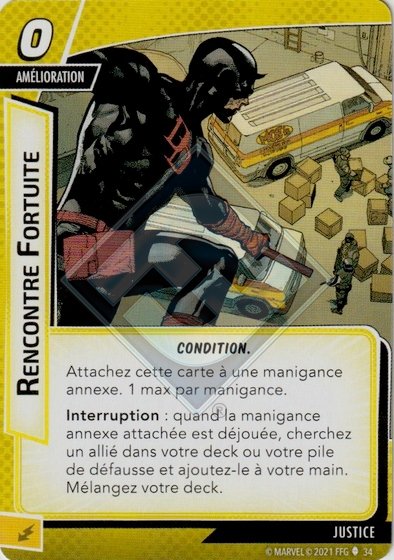 0
AMÉLIORATION
RENCONTRE FORTUITE
CONDITION.
Attachez cette carte à une manigance
annexe. 1 max par manigance.
Interruption : quand la manigance
annexe attachée est déjouée, cherchez
un allié dans votre deck ou votre pile
de défausse et ajoutez-le à votre main.
Mélangez votre deck.
®
JUSTICE
© MARVEL © 2021 FFG 34